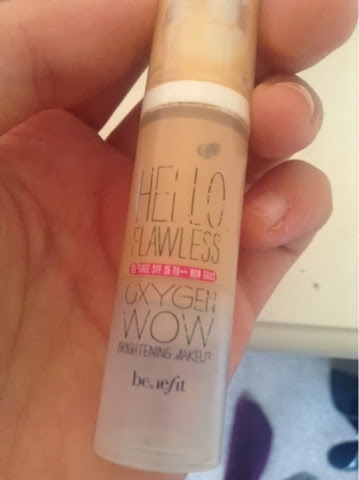 HELLO
FLAWLESS
OXYGEN
WOW
BRIGHTENING MAKEUP
benefit